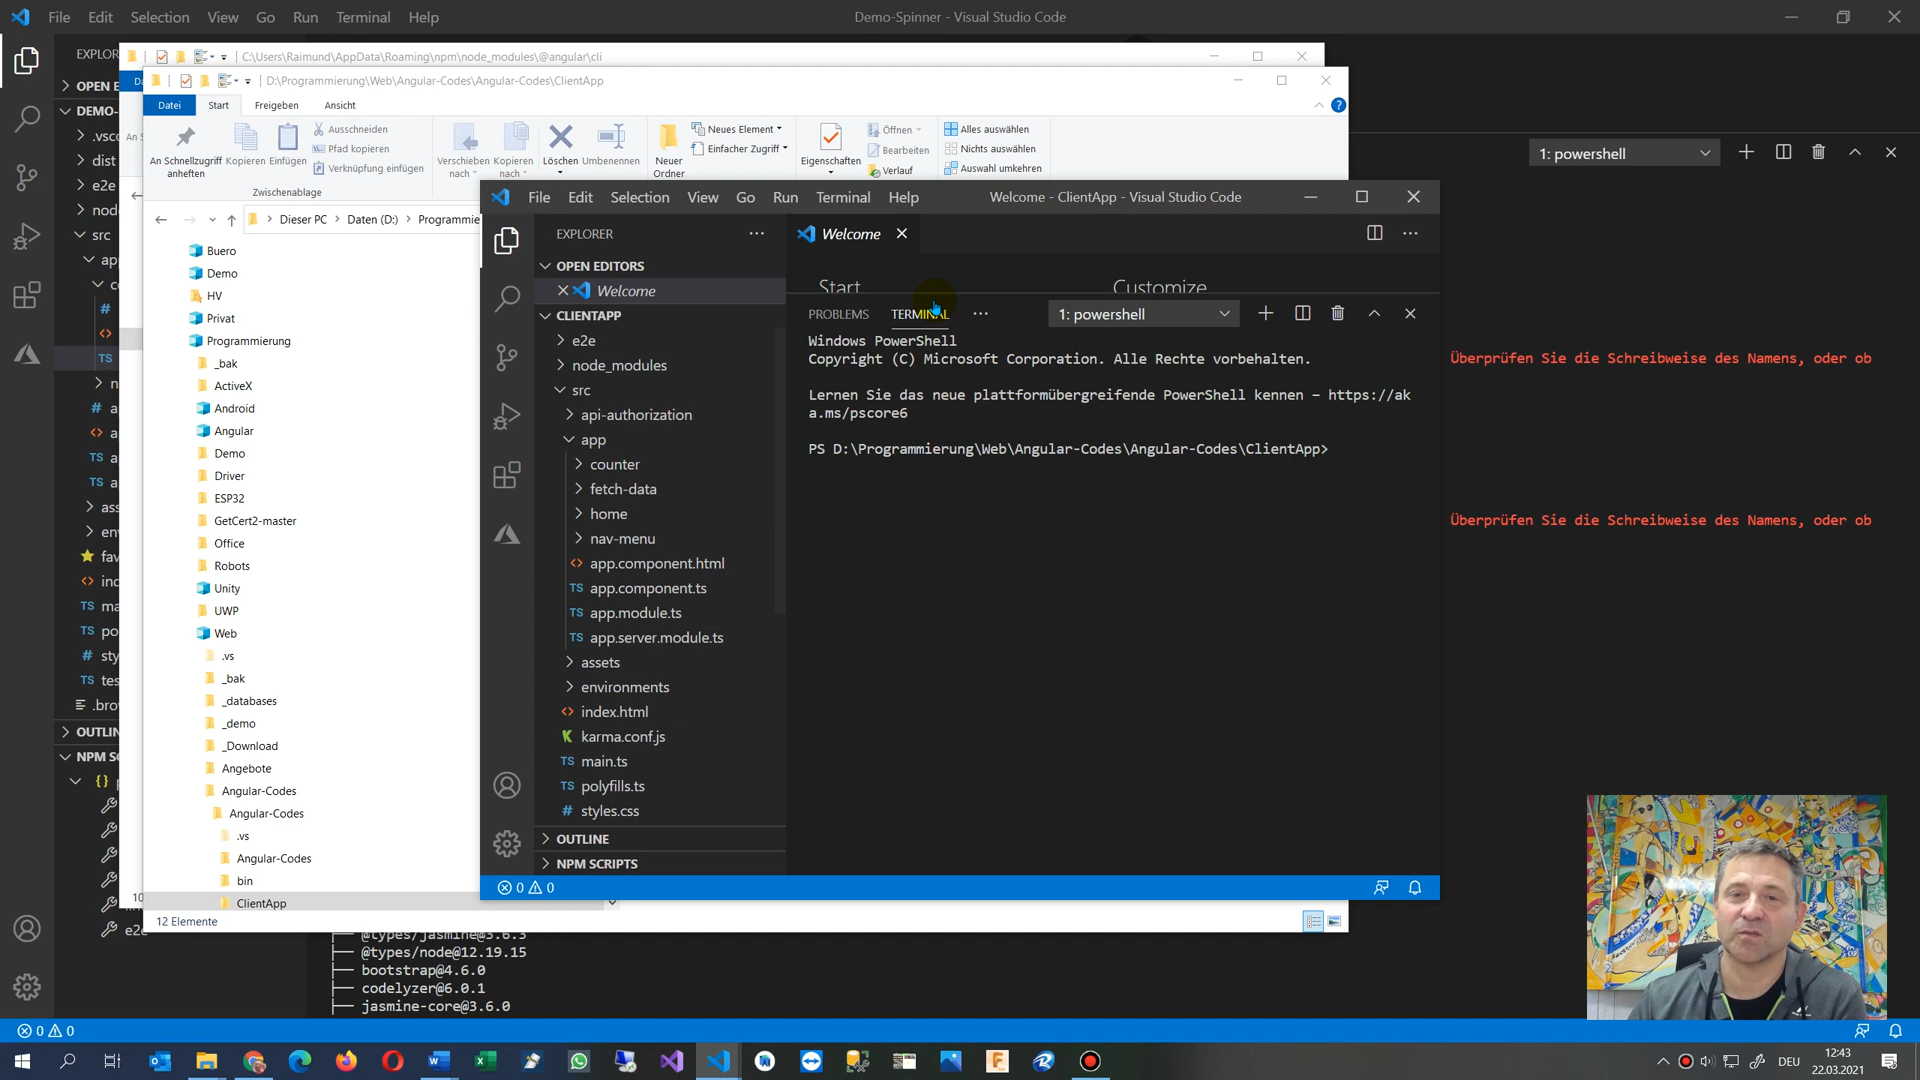 File Edit Selection View Go Run Terminal Help
Demo-Spinner - Visual Studio Code
EXPLOR
C:\Users\Raimund\AppData\Roaming\npm\node_modules\@angular\cli
OPEN E
D:\Programmierung\Web\Angular-Codes\Angular-Codes\ClientApp
DEMO-
.vsc
dist
e2e
nod
src
app
Datei Start Freigeben Ansicht
An Schnellzugriff anheften
Kopieren
Einfügen
Ausschneiden
Pfad kopieren
Verknüpfung einfügen
Zwischenablage
Verschieben nach
Kopieren nach
Löschen
Umbenennen
Neuer Ordner
Neues Element
Einfacher Zugriff
Eigenschaften
Öffnen
Bearbeiten
Verlauf
Alles auswählen
Nichts auswählen
Auswahl umkehren
1: powershell
Dieser PC Daten (D:) Programmie
Buero
Demo
HV
Privat
Programmierung
_bak
ActiveX
Android
Angular
Demo
Driver
ESP32
GetCert2-master
Office
Robots
Unity
UWP
Web
.vs
_bak
_databases
_demo
_Download
Angebote
Angular-Codes
Angular-Codes
.vs
Angular-Codes
bin
ClientApp
12 Elemente
File Edit Selection View Go Run Terminal Help
Welcome - ClientApp - Visual Studio Code
EXPLORER
OPEN EDITORS
Welcome
CLIENTAPP
e2e
node_modules
src
api-authorization
app
counter
fetch-data
home
nav-menu
app.component.html
app.component.ts
app.module.ts
app.server.module.ts
assets
environments
index.html
karma.conf.js
main.ts
polyfills.ts
styles.css
OUTLINE
NPM SCRIPTS
0 0
Welcome
Start
Customize
PROBLEMS TERMINAL
1: powershell
Windows PowerShell
Copyright (C) Microsoft Corporation. Alle Rechte vorbehalten.
Lernen Sie das neue plattformübergreifende PowerShell kennen – https://ak
a.ms/pscore6
PS D:\Programmierung\Web\Angular-Codes\Angular-Codes\ClientApp>
Überprüfen Sie die Schreibweise des Namens, oder ob
Überprüfen Sie die Schreibweise des Namens, oder ob
ass
env
fav
ind
ma
po
sty
tes
.bro
OUTLIN
NPM SC
e2e
@types/jasmine@3.6.3
@types/node@12.19.15
bootstrap@4.6.0
codelyzer@6.0.1
jasmine-core@3.6.0
0 0
DEU
12:43
22.03.2021